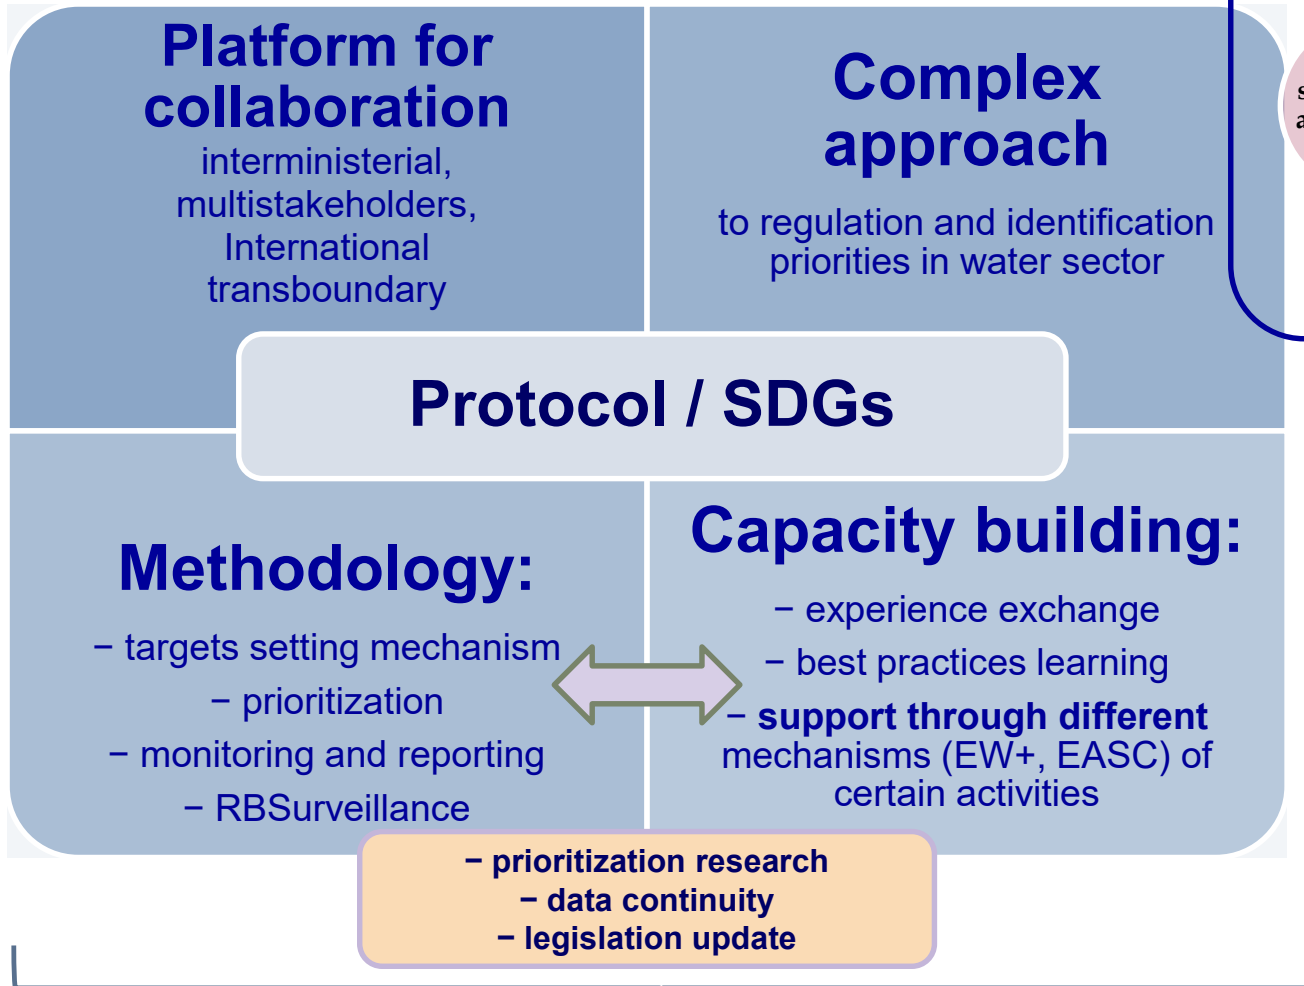 Platform for
collaboration
interministerial,
multistakeholders,
International
transboundary
Complex
approach
to regulation and identification
priorities in water sector
Protocol / SDGs
Methodology:
− targets setting mechanism
− prioritization
− monitoring and reporting
− RBSurveillance
Capacity building:
− experience exchange
− best practices learning
− support through different
mechanisms (EW+, EASC) of
certain activities
− prioritization research
− data continuity
− legislation update